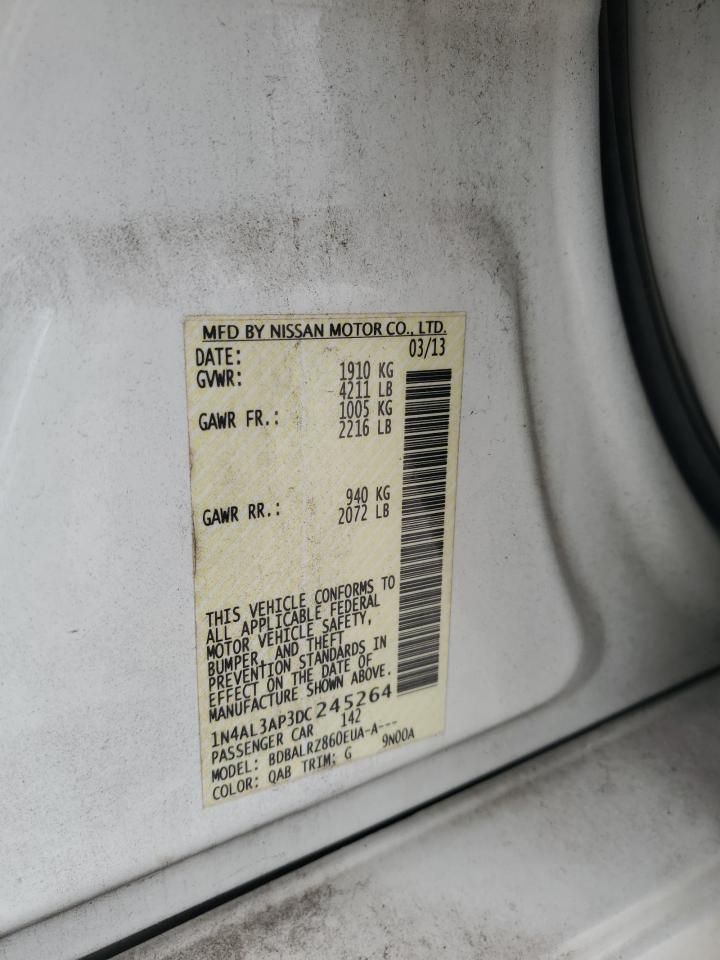 MFD BY NISSAN MOTOR CO., LTD.
DATE: 03/13
GVWR: 1910 KG
4211 LB
GAWR FR.: 1005 KG
2216 LB
GAWR RR.: 940 KG
2072 LB
THIS VEHICLE CONFORMS TO
ALL APPLICABLE FEDERAL
MOTOR VEHICLE SAFETY,
BUMPER, AND THEFT
PREVENTION STANDARDS IN
EFFECT ON THE DATE OF
MANUFACTURE SHOWN ABOVE.
1N4AL3AP3DC245264
PASSENGER CAR 142
MODEL: BDBALRZ860EUA-A---
COLOR: QAB TRIM: G 9N00A